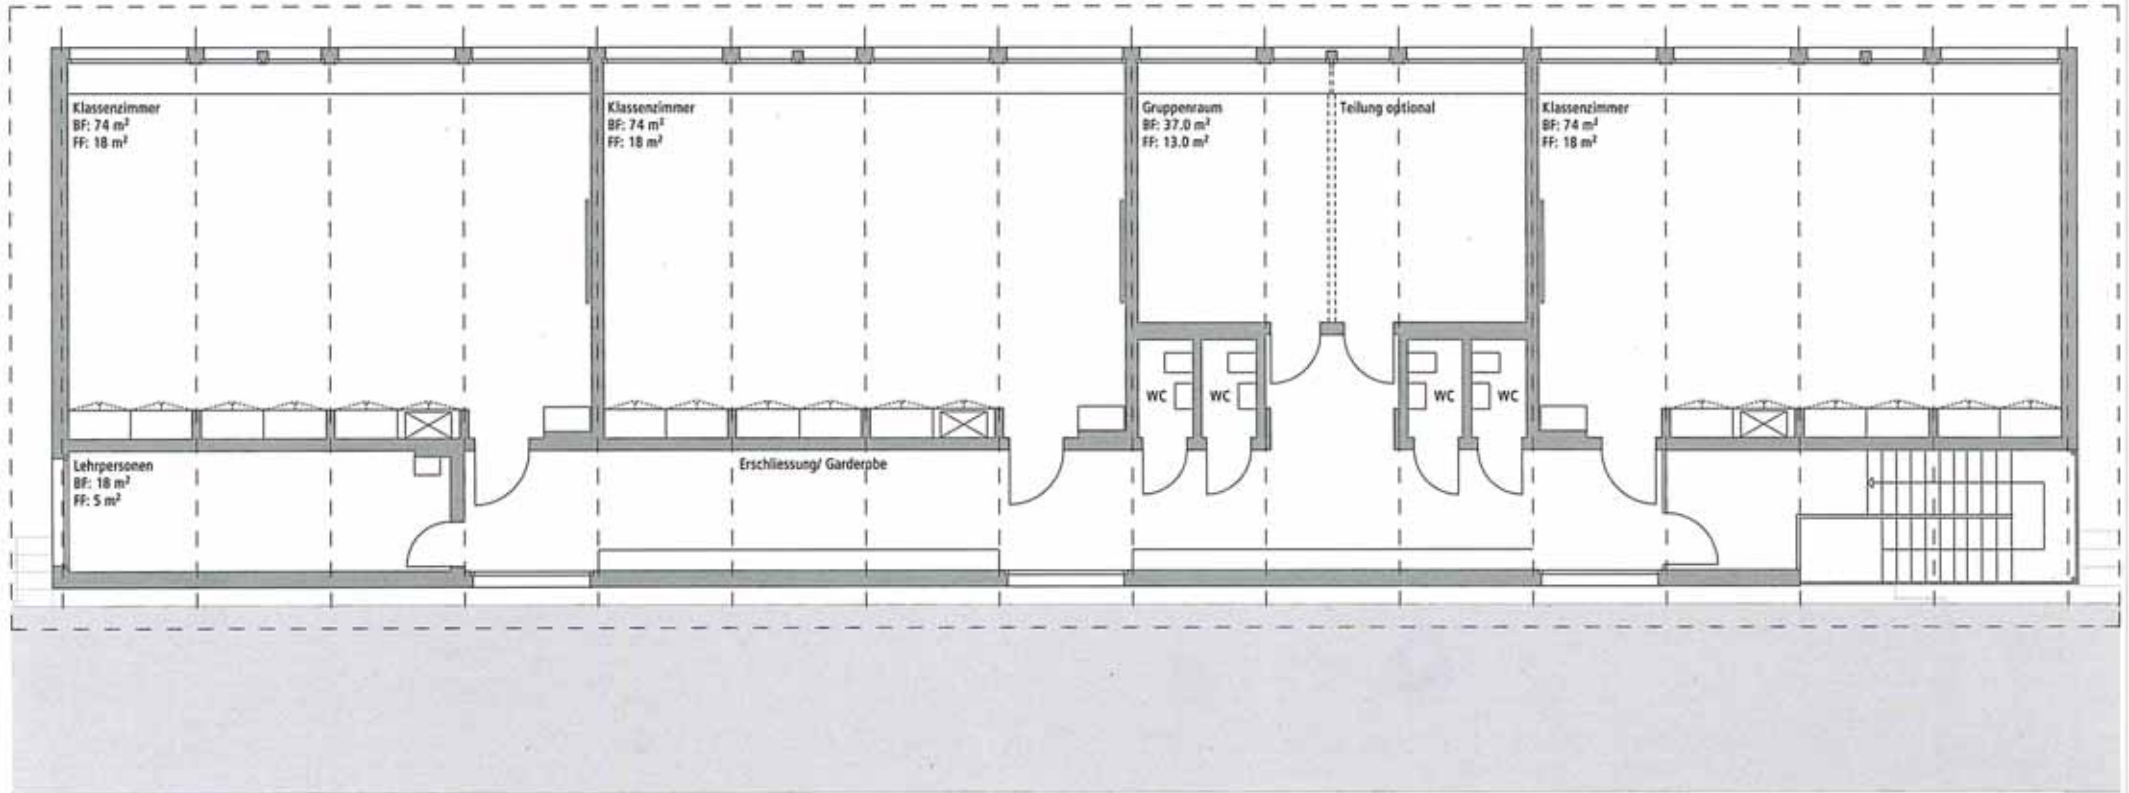 Klassenzimmer
BF: 74 m²
FF: 18 m²
Klassenzimmer
BF: 74 m²
FF: 18 m²
Gruppenraum
BF: 37.0 m²
FF: 13.0 m²
Teilung optional
Klassenzimmer
BF: 74 m²
FF: 18 m²
WC
WC
WC
WC
Lehrpersonen
BF: 18 m²
FF: 5 m²
Erschliessung/ Garderobe